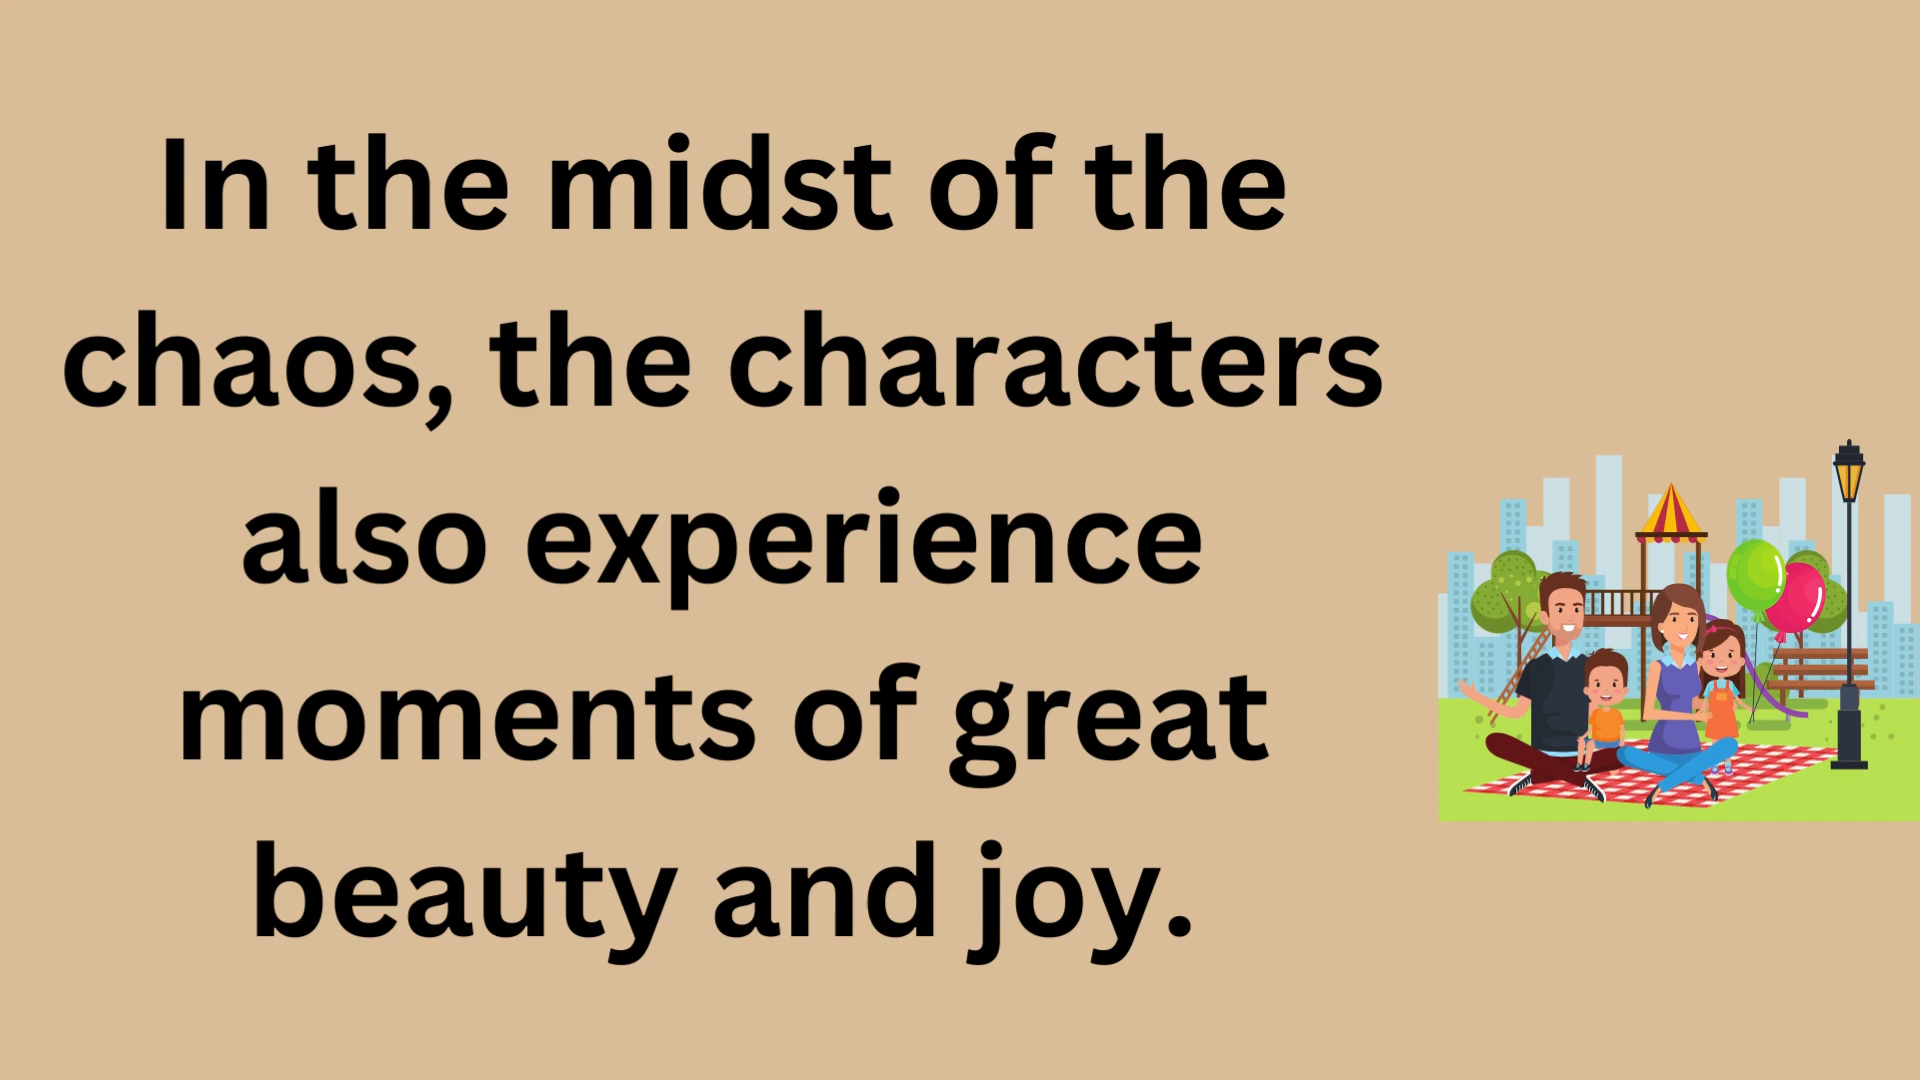 In the midst of the
chaos, the characters
also experience
moments of great
beauty and joy.